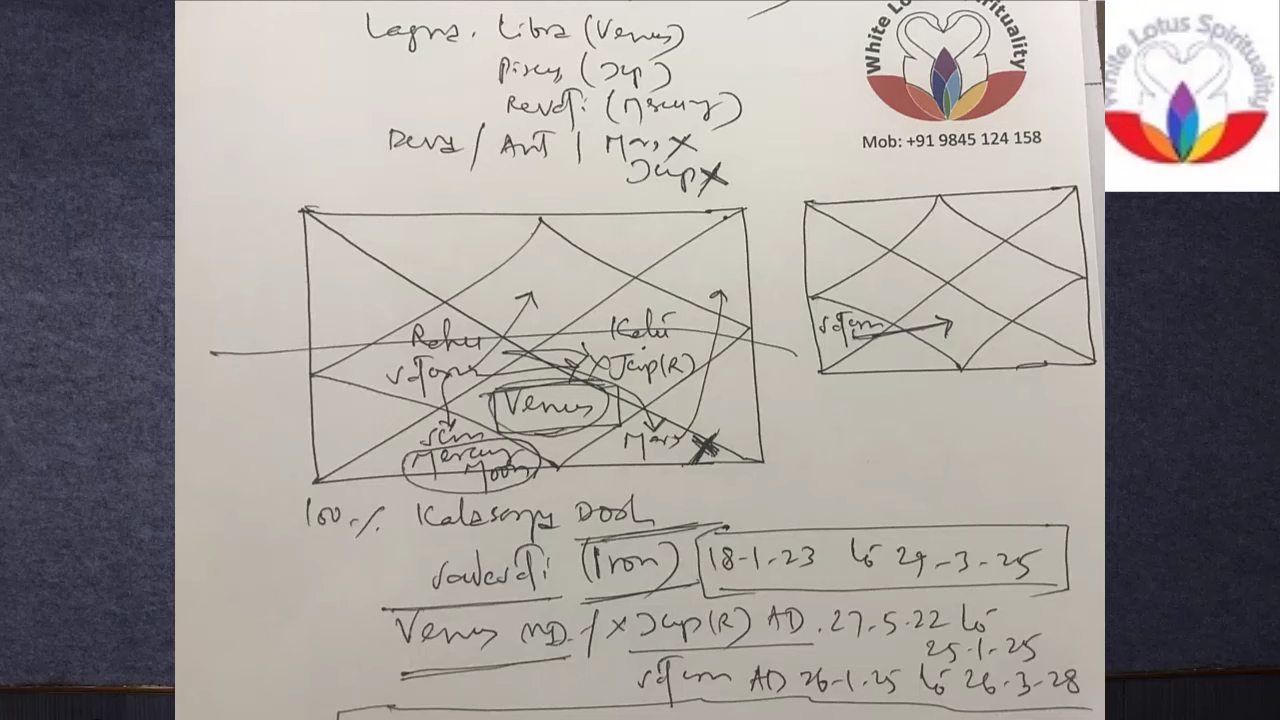 Lagna. Libra (Venus)
Pisces (Jup)
Revati (Mercury)
Deva / Ant / Mars X
Jup X
White Lotus Spirituality
Mob: +91 9845 124 158
White Lotus Spirituality
Rahu
Saturn
Ketu
X Jup (R)
Venus
Sun
Mercury
Moon
Mars X
Saturn
100 ·/. Kalasarpa Dosh
Sadesati (Iron) 18-1-23 to 29-3-25
Venus MD - / X Jup (R) AD . 27.5.22 to
25-1-25
Saturn AD 26-1-25 to 26-3-28